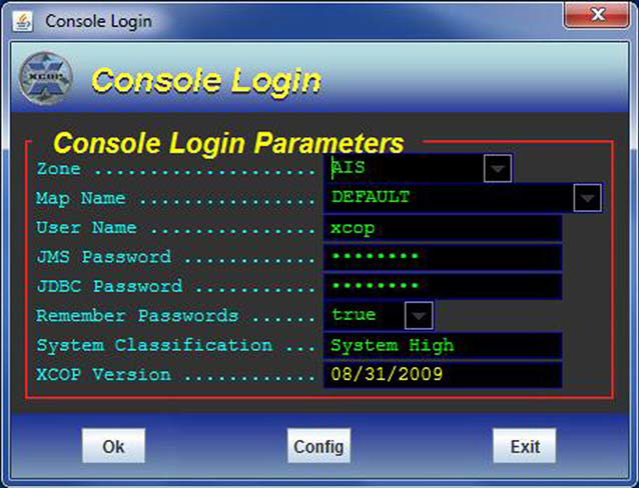 Console Login
XCOP
Console Login
Console Login Parameters
Zone .................... AIS
Map Name ................ DEFAULT
User Name ............... xcop
JMS Password ............ ••••••••
JDBC Password ........... ••••••••
Remember Passwords ...... true
System Classification ... System High
XCOP Version ............ 08/31/2009
Ok Config Exit